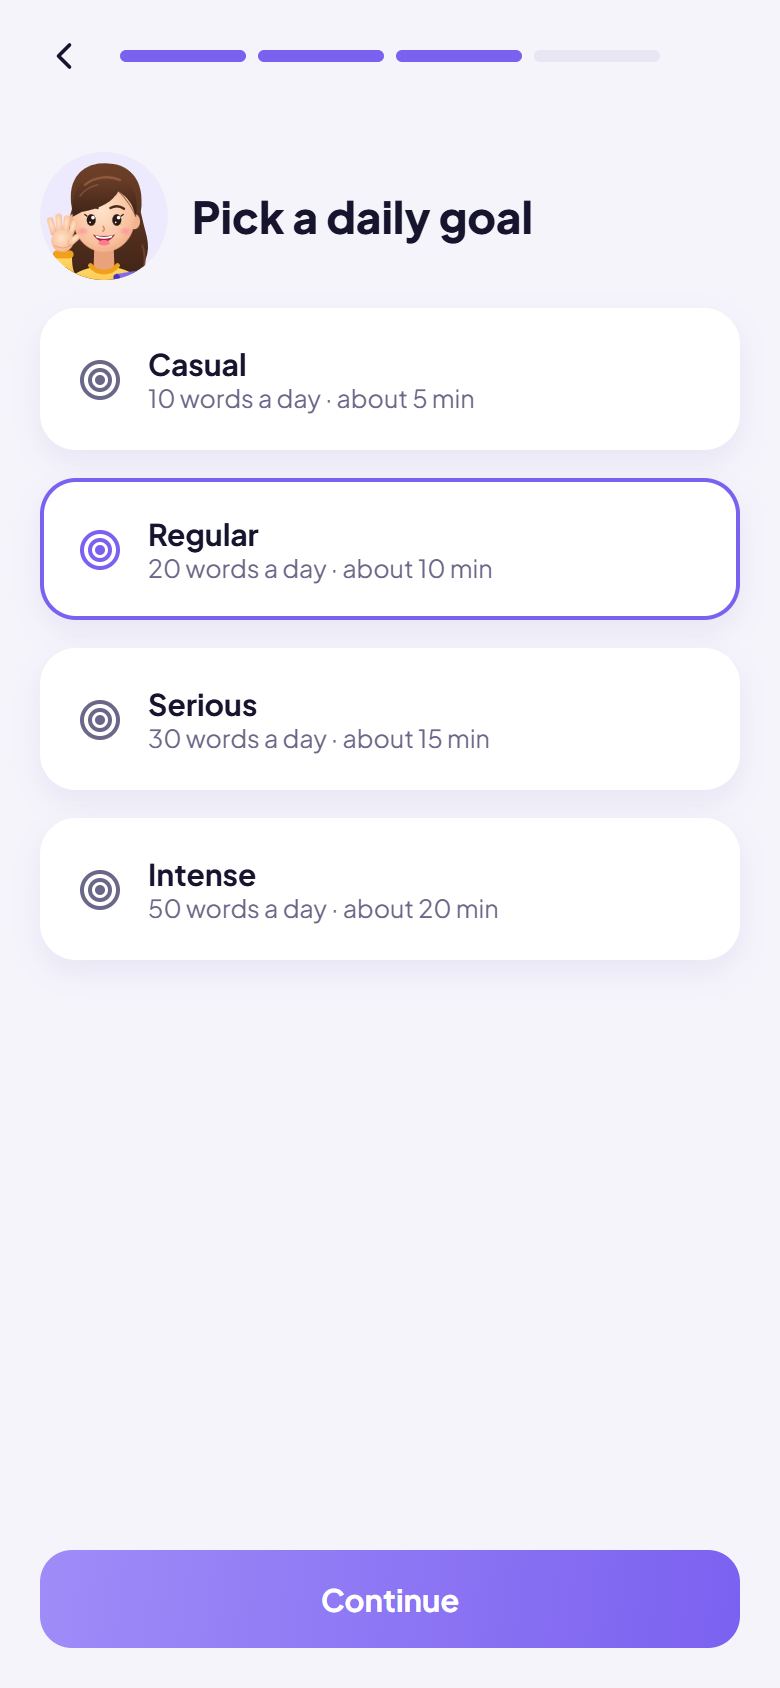 Pick a daily goal
Casual
10 words a day · about 5 min
Regular
20 words a day · about 10 min
Serious
30 words a day · about 15 min
Intense
50 words a day · about 20 min
Continue